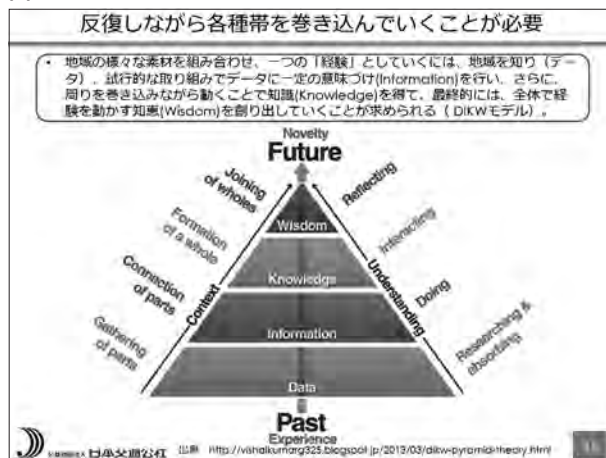 反復しながら各種帯を巻き込んでいくことが必要
• 地域の様々な素材を組み合わせ、一つの「経験」としていくには、地域を知り（デー
タ）、試行的な取り組みでデータに一定の意味づけ(Information)を行い、さらに、
周りを巻き込みながら動くことで知識(Knowledge)を得て、最終的には、全体で経
験を動かす知恵(Wisdom)を創り出していくことが求められる（DIKWモデル）。
Novelty
Future
Joining
of wholes
Reflecting
Wisdom
Formation
of a whole
Interacting
Knowledge
Connection
of parts
Context
Understanding
Doing
Information
Gathering
of parts
Researching &
absorbing
Data
Past
Experience
日本交通公社
出典 http://vishalkumarg325.blogspot.jp/2013/03/dikw-pyramid-theory.html